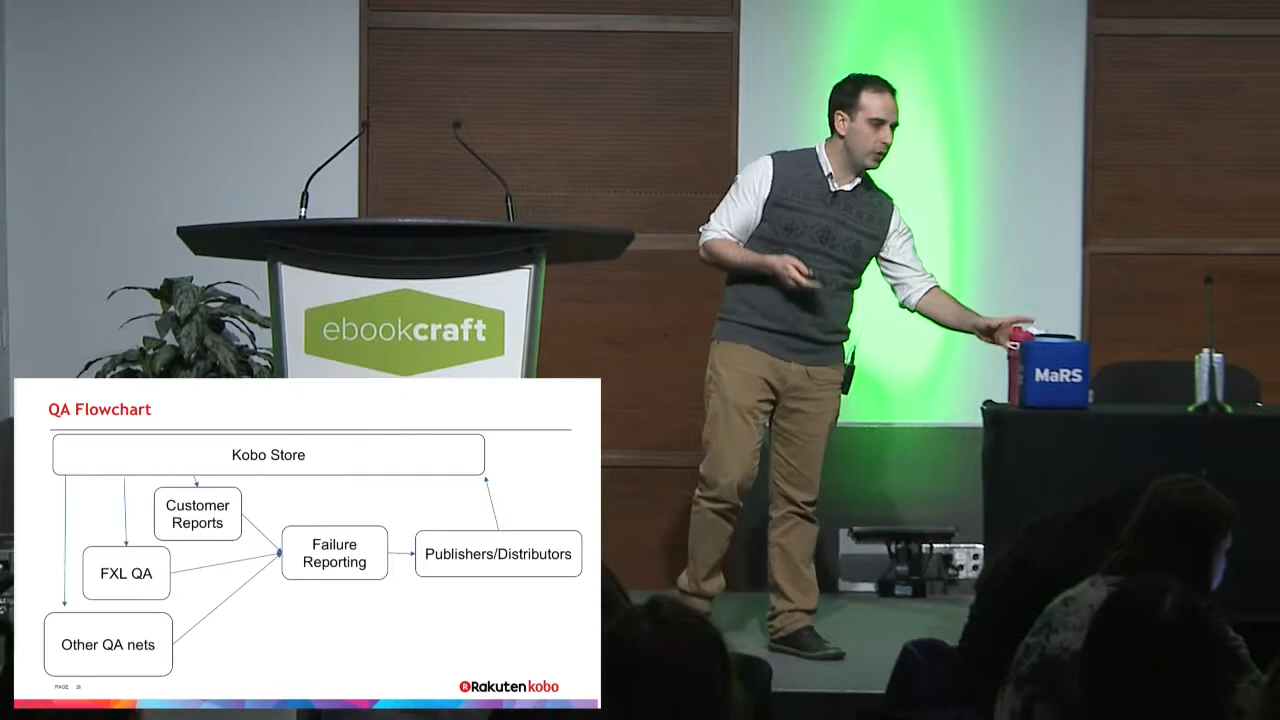 ebookcraft
MaRS
QA Flowchart
Kobo Store
Customer
Reports
Failure
Reporting
Publishers/Distributors
FXL QA
Other QA nets
PAGE 26
Rakuten kobo